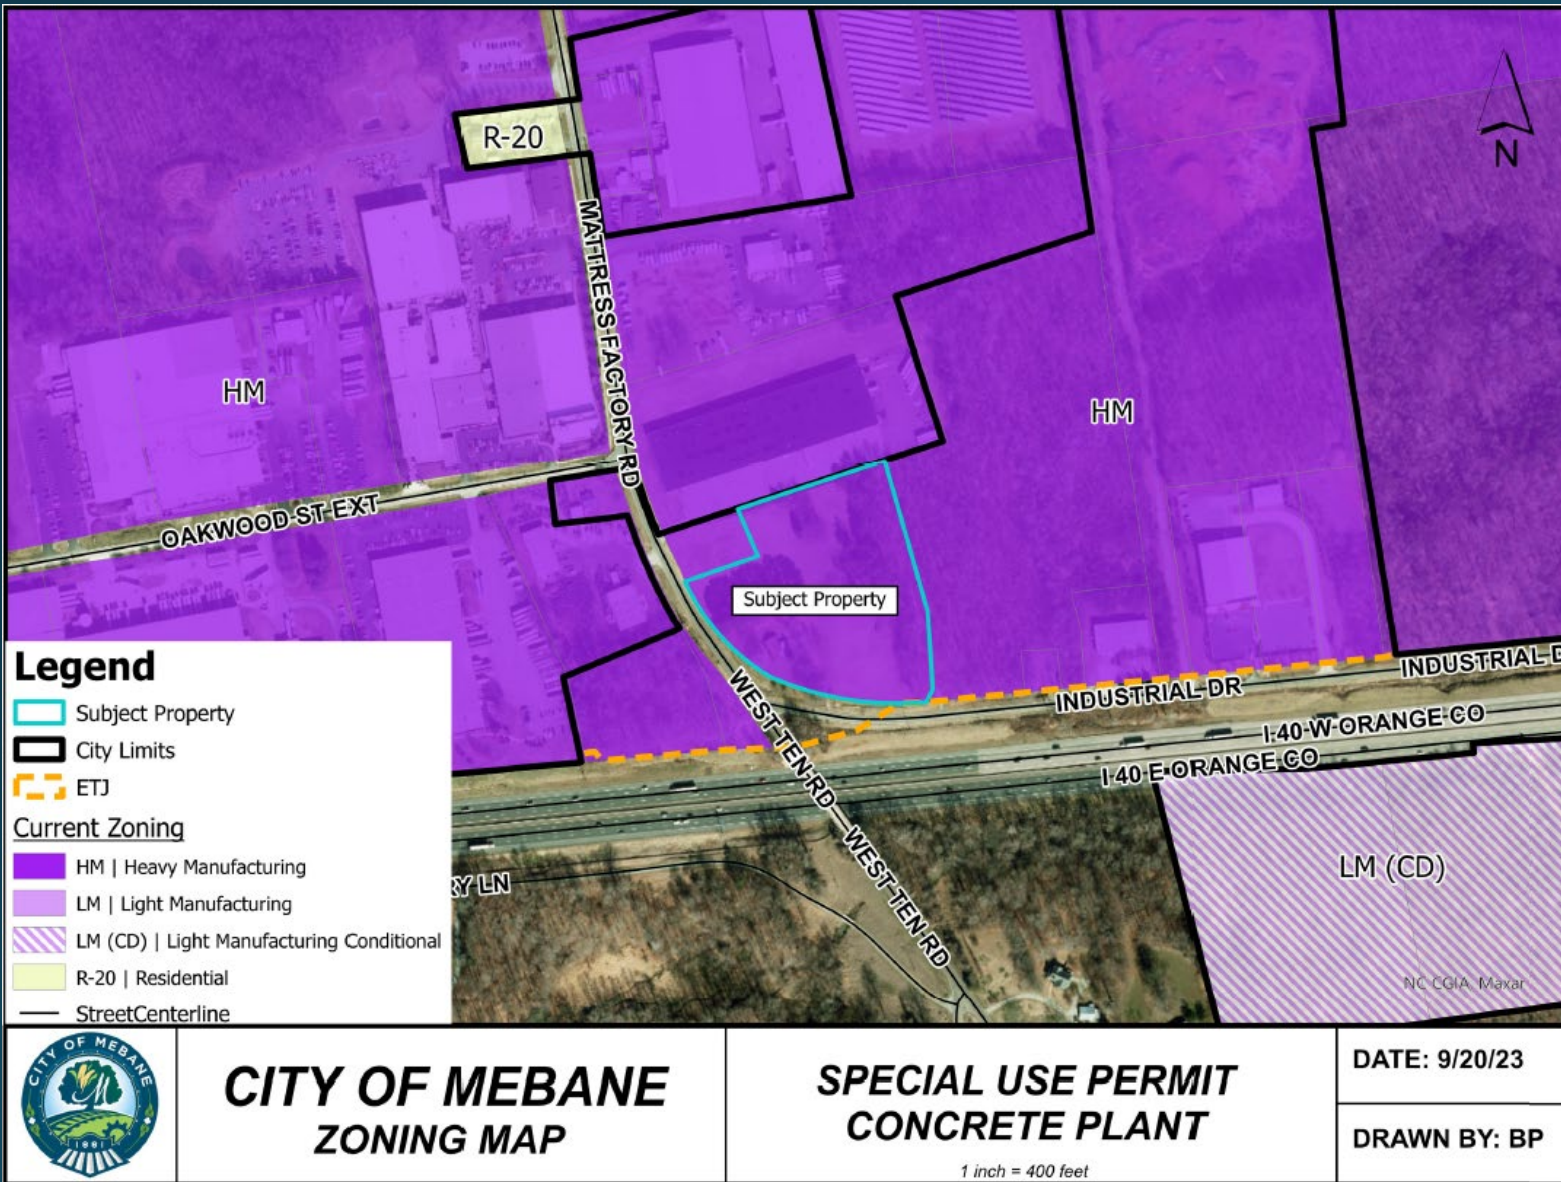 R-20
N
MATTRESS FACTORY RD
HM
HM
OAKWOOD ST EXT
Subject Property
INDUSTRIAL D
INDUSTRIAL DR
WEST TEN RD
I 40 W ORANGE CO
I 40 E ORANGE CO
WEST TEN RD
LM (CD)
RY LN
NC CGIA, Maxar
Legend
Subject Property
City Limits
ETJ
Current Zoning
HM | Heavy Manufacturing
LM | Light Manufacturing
LM (CD) | Light Manufacturing Conditional
R-20 | Residential
StreetCenterline
CITY OF MEBANE
1881
CITY OF MEBANE
ZONING MAP
SPECIAL USE PERMIT
CONCRETE PLANT
1 inch = 400 feet
DATE: 9/20/23
DRAWN BY: BP